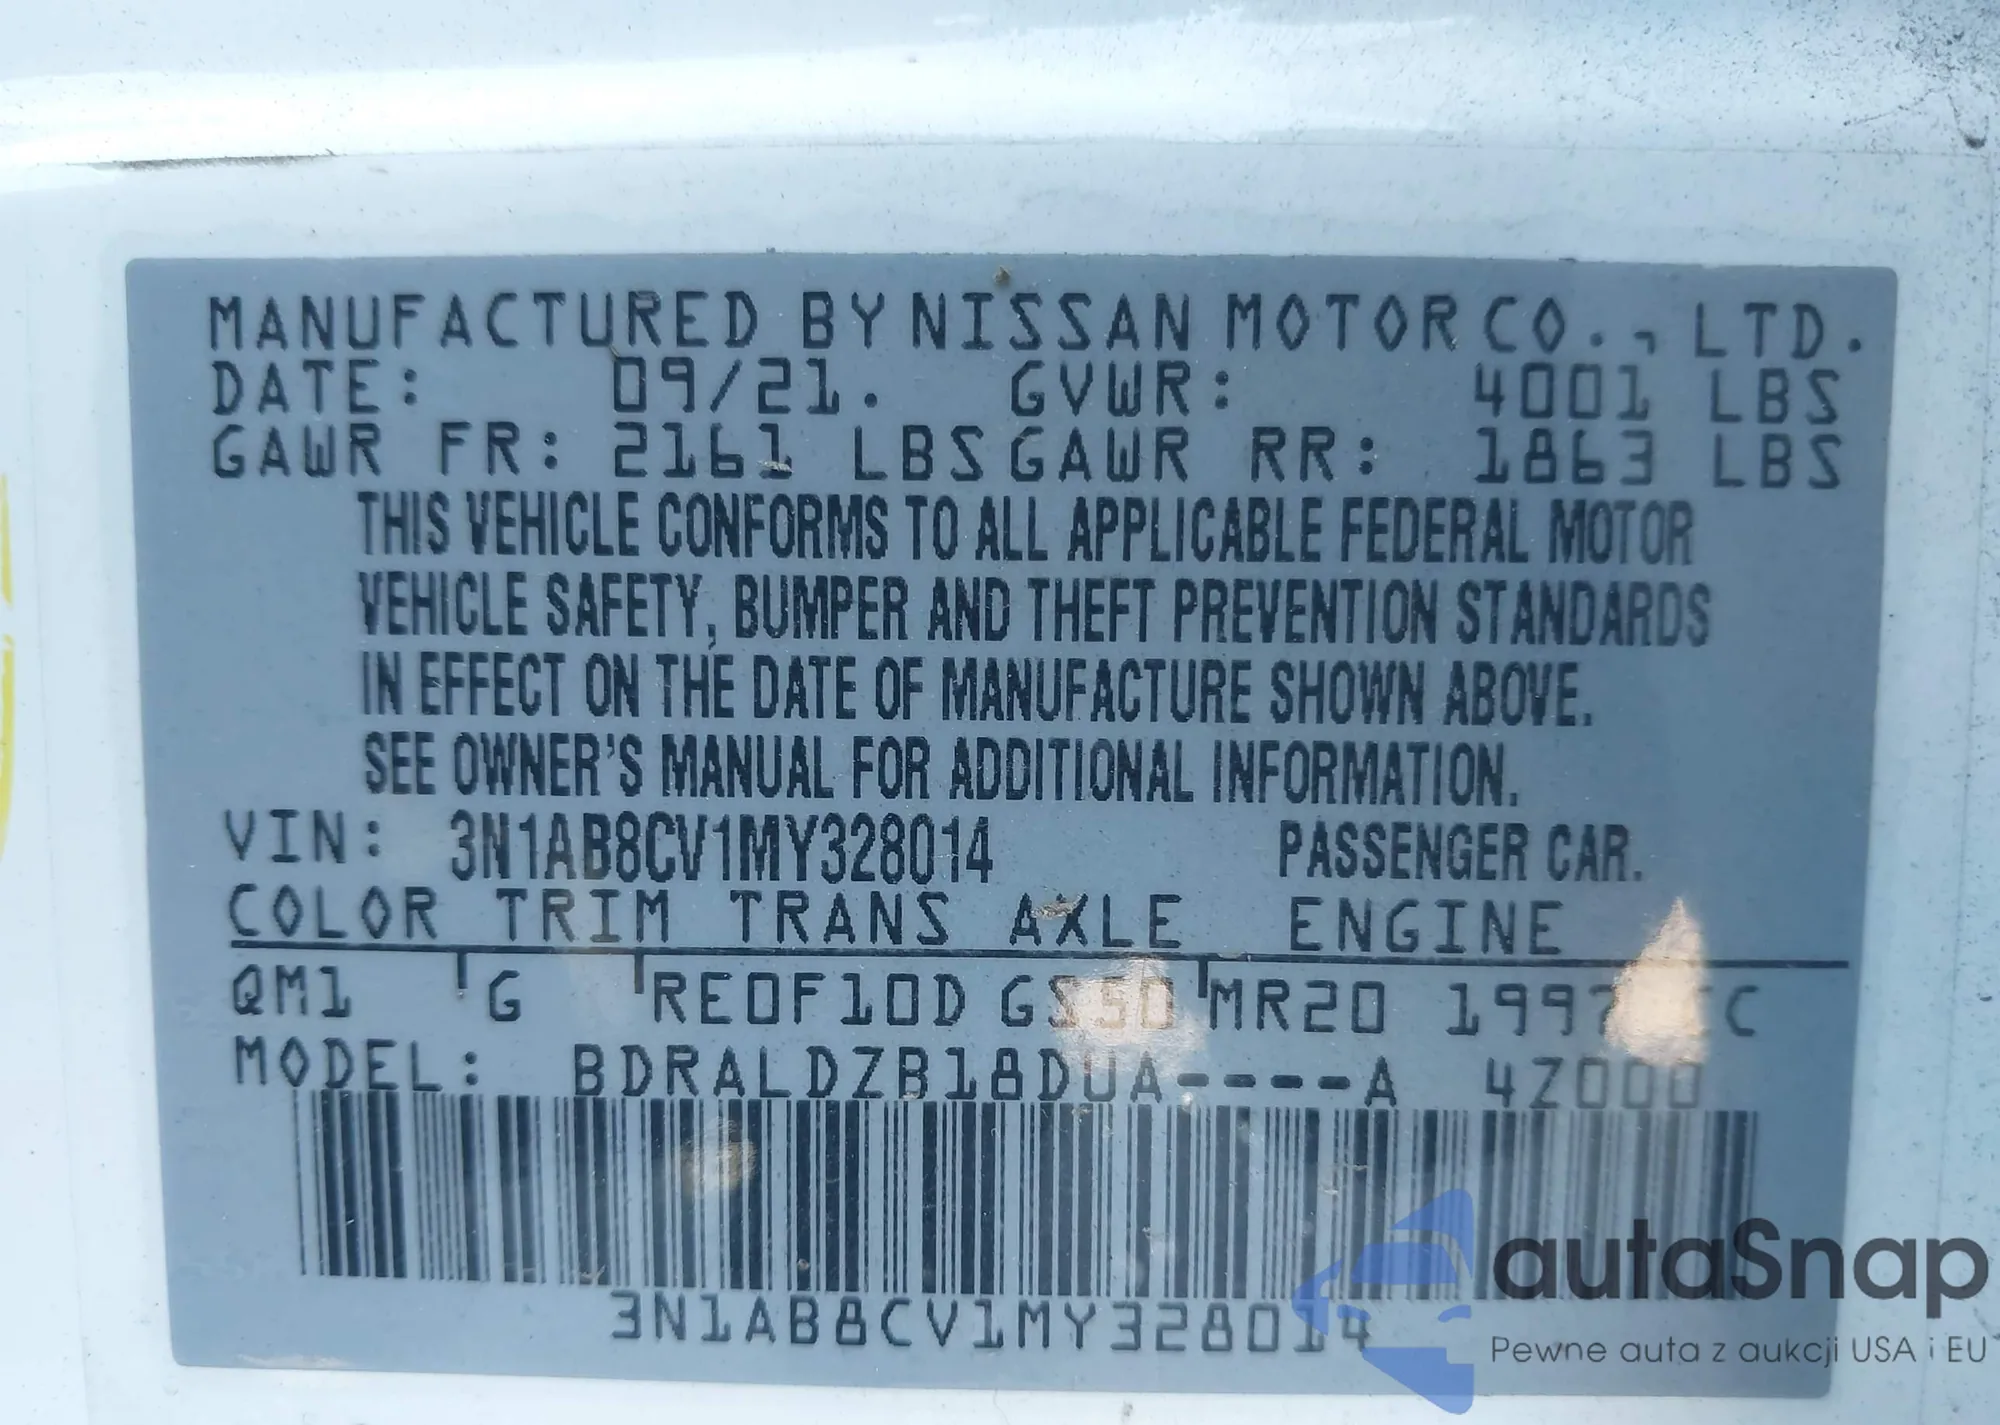 MANUFACTURED BY NISSAN MOTOR CO., LTD.
DATE: 09/21. GVWR: 4001 LBS
GAWR FR: 2161 LBS GAWR RR: 1863 LBS
THIS VEHICLE CONFORMS TO ALL APPLICABLE FEDERAL MOTOR
VEHICLE SAFETY, BUMPER AND THEFT PREVENTION STANDARDS
IN EFFECT ON THE DATE OF MANUFACTURE SHOWN ABOVE.
SEE OWNER'S MANUAL FOR ADDITIONAL INFORMATION.
VIN: 3N1AB8CV1MY328014 PASSENGER CAR.
COLOR TRIM TRANS AXLE ENGINE
QM1 G RE0F10D GS50 MR20
MODEL: BDRALDZB18DUA----A 4Z000
3N1AB8CV1MY328014
autaSnap
Pewne auta z aukcji USA i EU